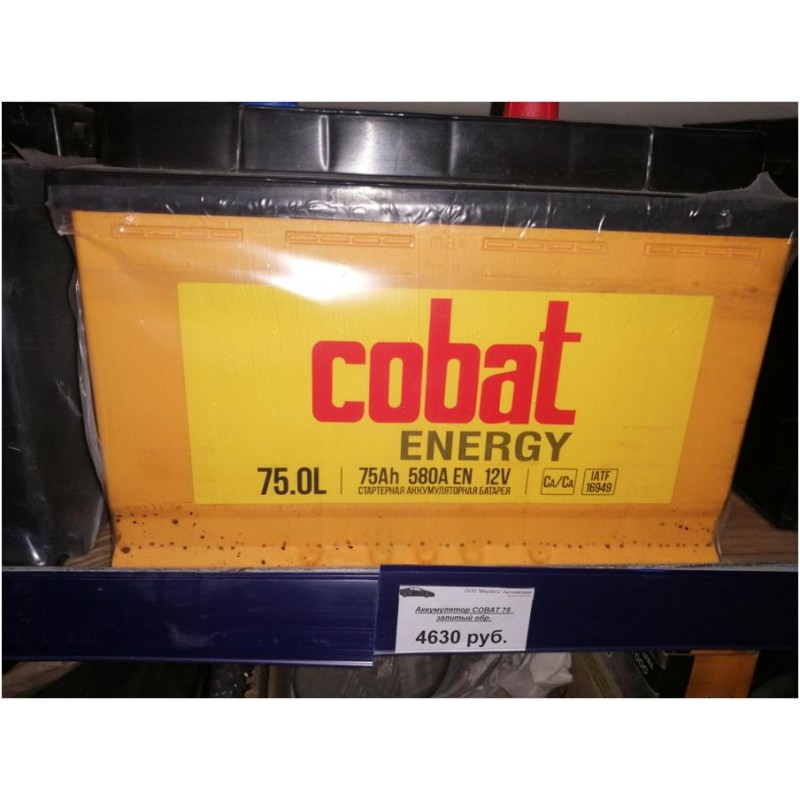 max
cobat
ENERGY
75.0L 75Ah 580A EN 12V
СТАРТЕРНАЯ АККУМУЛЯТОРНАЯ БАТАРЕЯ
Ca/Ca
IATF
16949
Аккумулятор COBAT 75
залитый обр.
4630 руб.